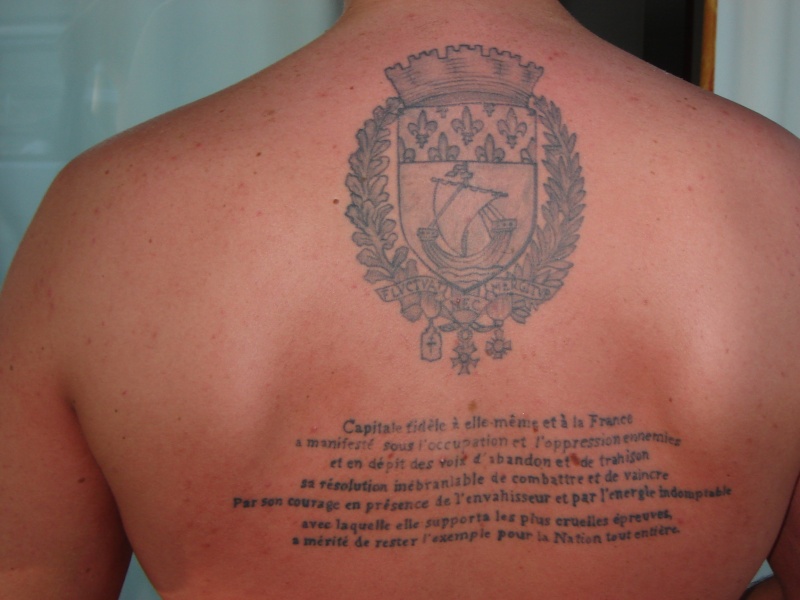 FLVCTVAT NEC MERGITVR
Capitale fidèle à elle-même et à la France
a manifesté sous l'occupation et l'oppression ennemies
et en dépit des voix d'abandon et de trahison
sa résolution inébranlable de combattre et de vaincre
Par son courage en présence de l'envahisseur et par l'energie indomptable
avec laquelle elle supporta les plus cruelles épreuves,
a mérité de rester l'exemple pour la Nation tout entière.